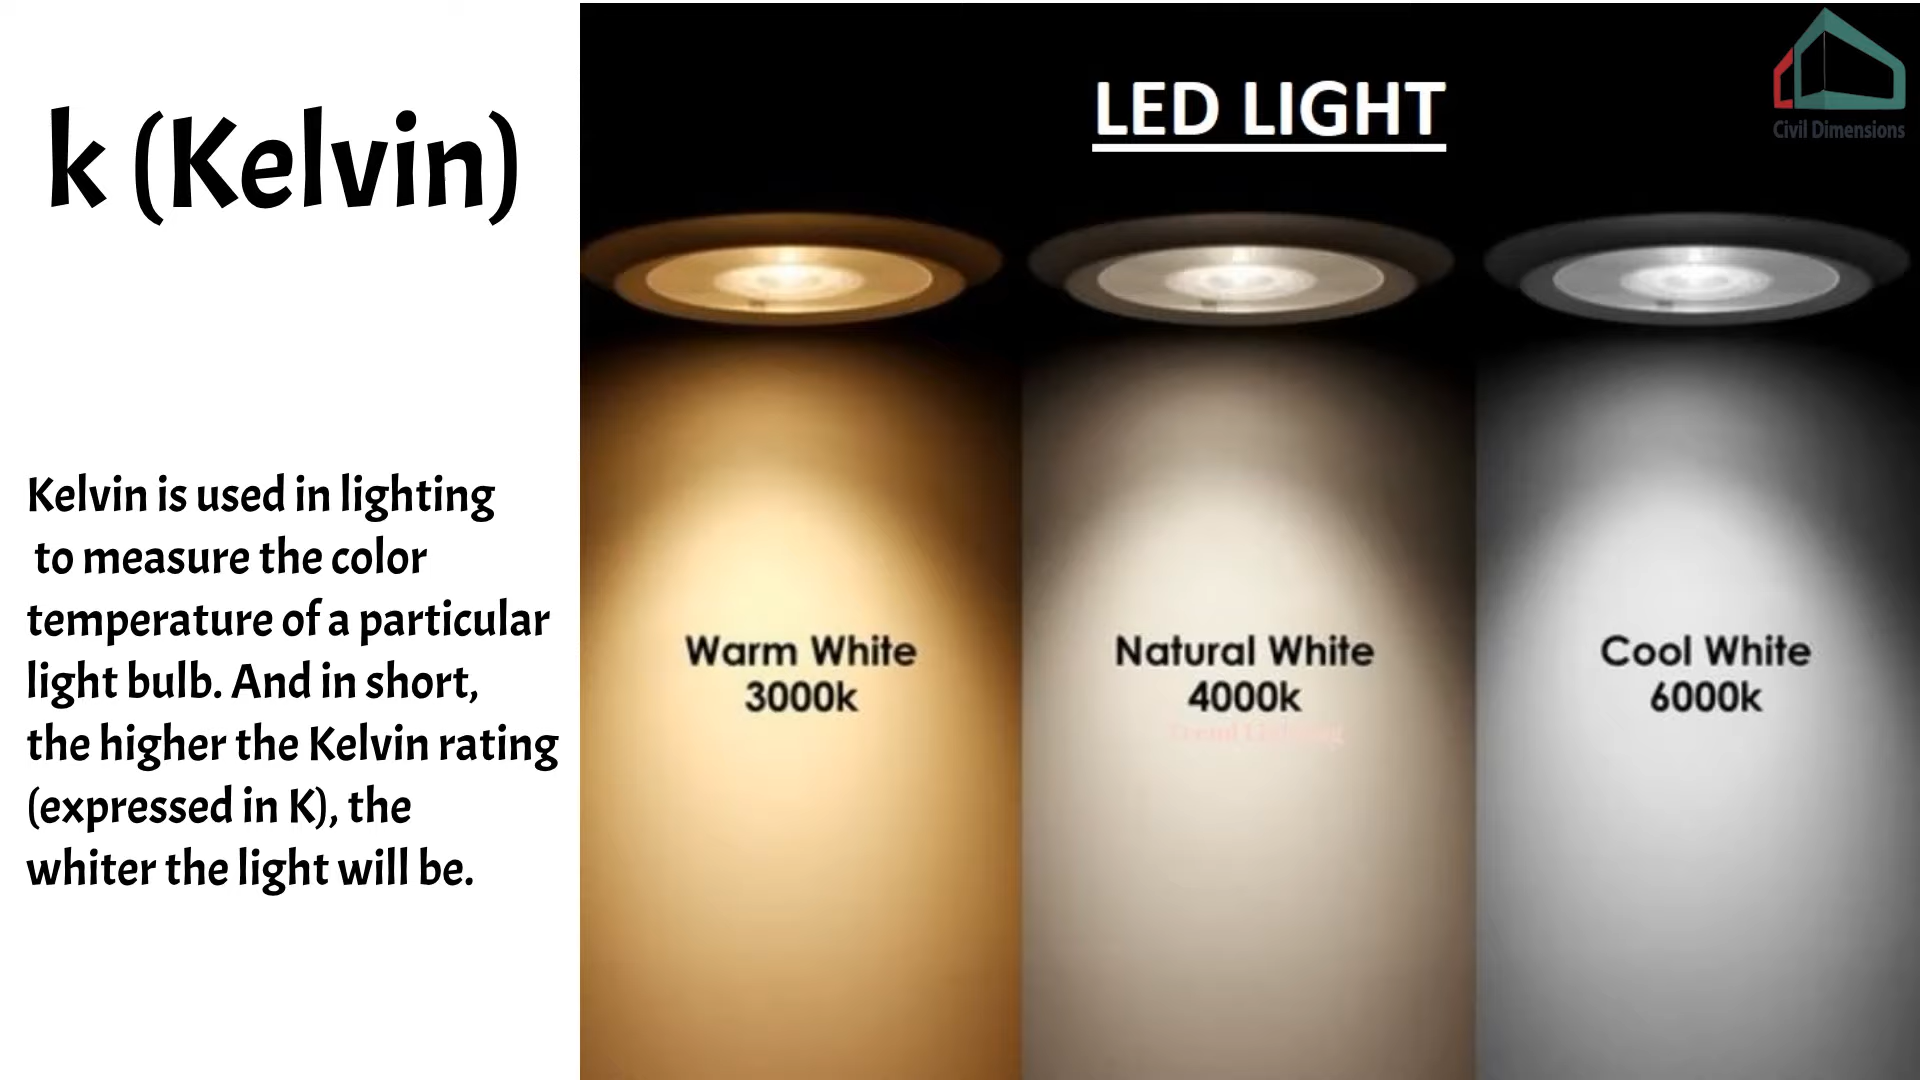 k (Kelvin)
Kelvin is used in lighting
to measure the color
temperature of a particular
light bulb. And in short,
the higher the Kelvin rating
(expressed in K), the
whiter the light will be.
LED LIGHT
Civil Dimensions
Warm White
3000k
Natural White
4000k
Cool White
6000k